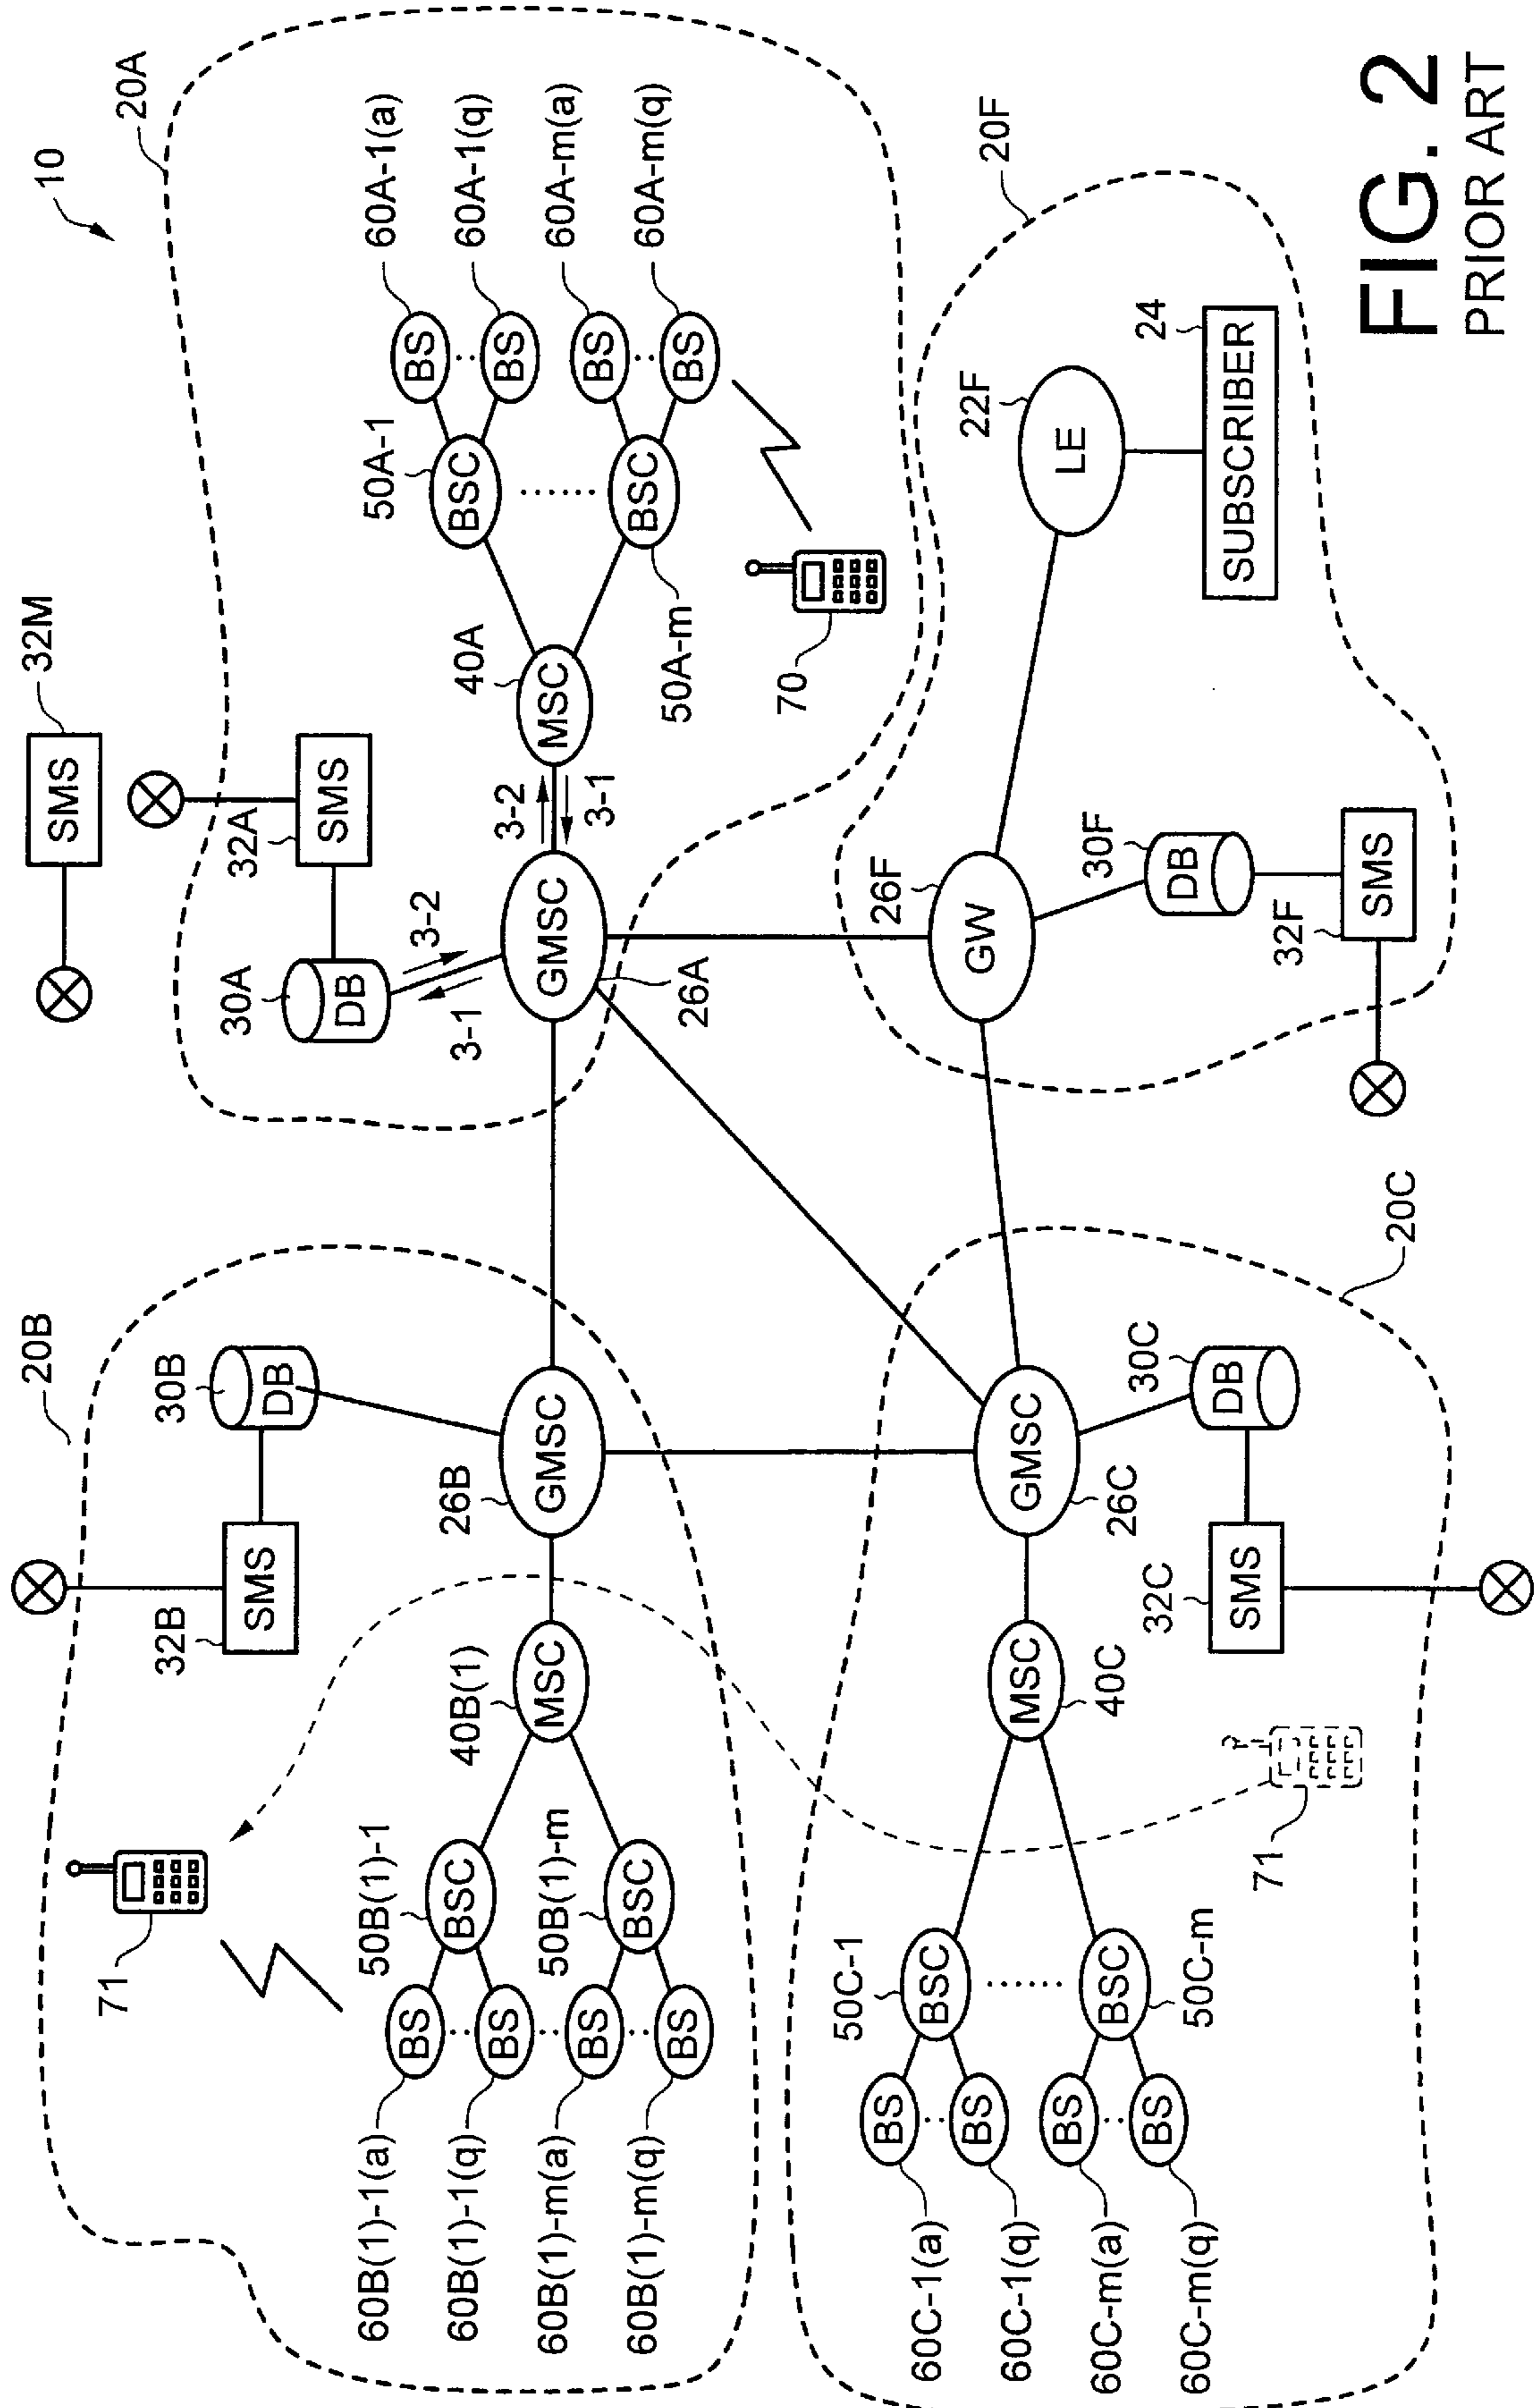 10
20A
32M
SMS
SMS
32A
30A
DB
3-2
3-1
3-2
3-1
GMSC
26A
MSC
40A
50A-1
BSC
BSC
50A-m
BS
BS
BS
BS
60A-1(a)
60A-1(q)
60A-m(a)
60A-m(q)
70
20B
30B
DB
32B
SMS
26B
GMSC
40B(1)
MSC
50B(1)-1
BSC
50B(1)-m
BSC
BS
BS
BS
BS
60B(1)-1(a)
60B(1)-1(q)
60B(1)-m(a)
60B(1)-m(q)
71
20C
GMSC
26C
30C
DB
32C
SMS
MSC
40C
50C-1
BSC
BSC
50C-m
BS
BS
BS
BS
60C-1(a)
60C-1(q)
60C-m(a)
60C-m(q)
71
20F
26F
GW
30F
DB
32F
SMS
22F
LE
24
SUBSCRIBER
FIG. 2
PRIOR ART